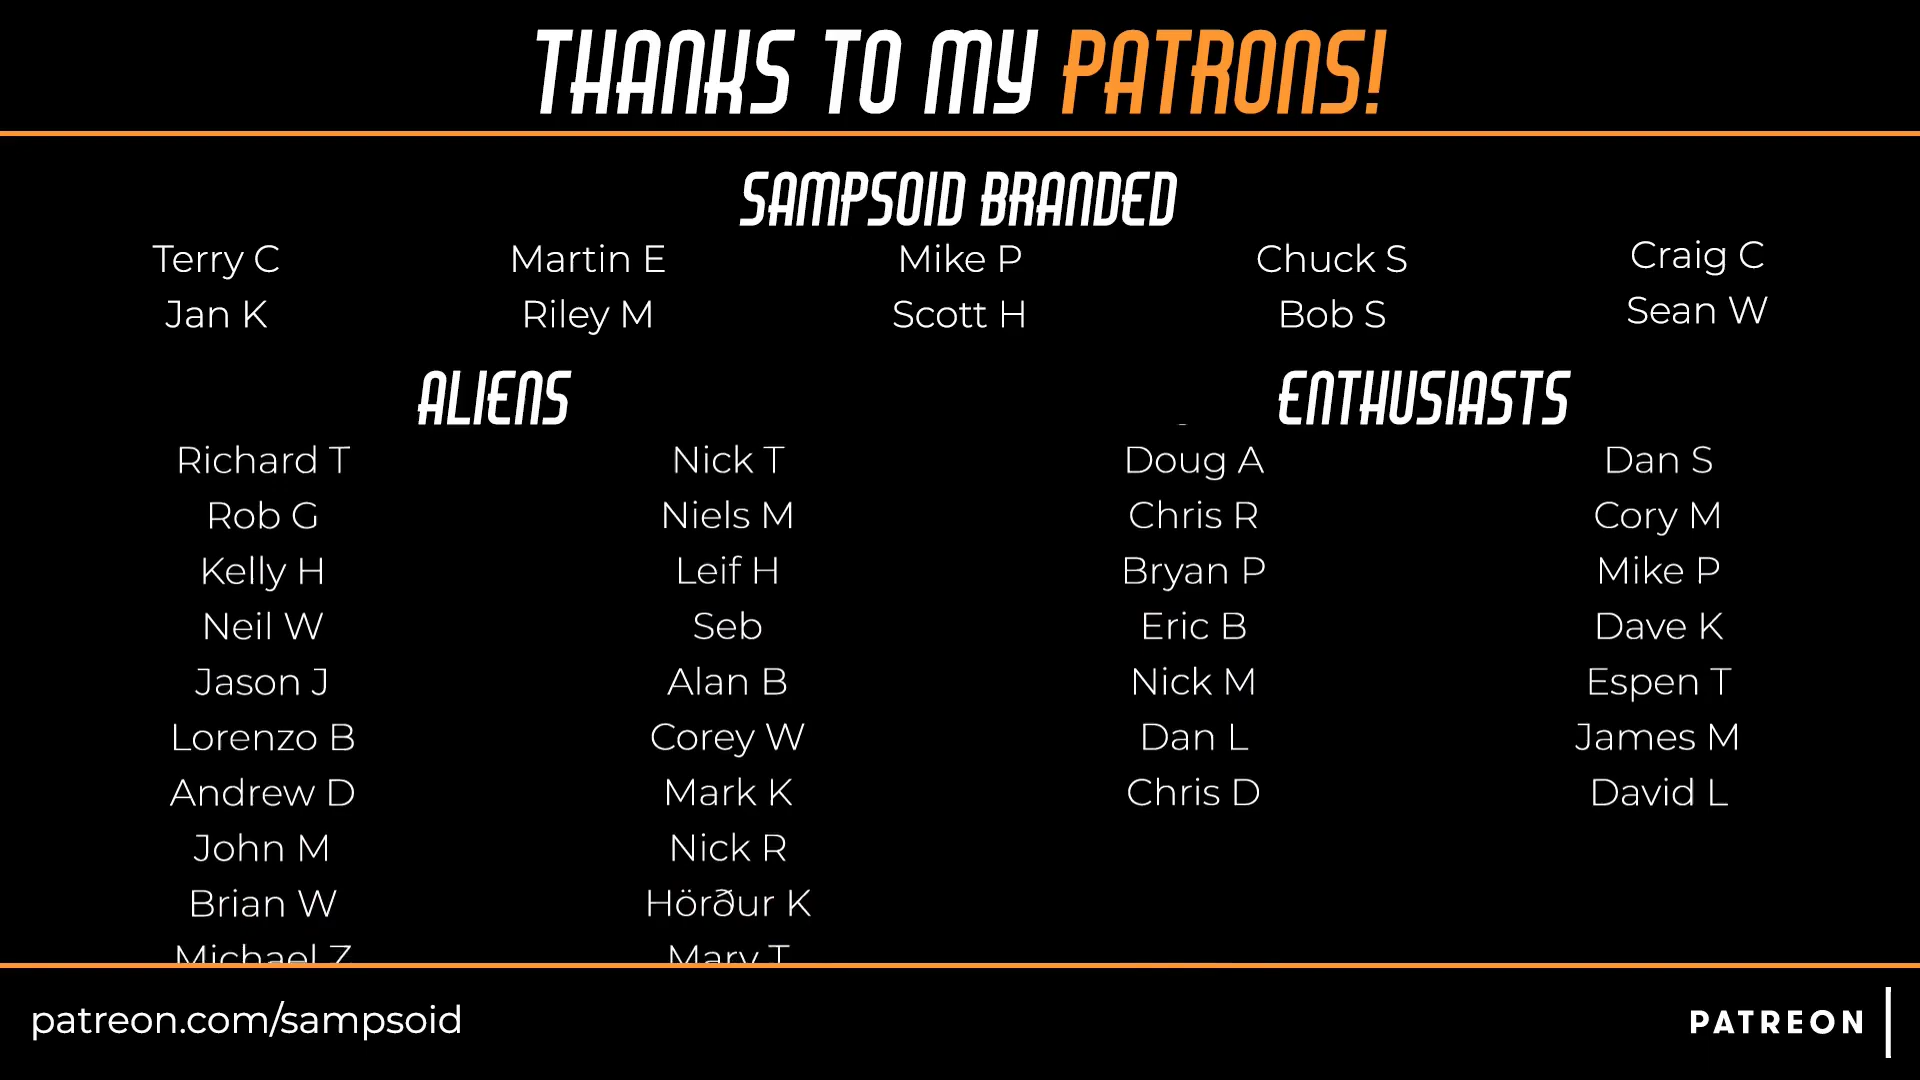 THANKS TO MY PATRONS!
SAMPSOID BRANDED
Terry C Martin E Mike P Chuck S Craig C
Jan K Riley M Scott H Bob S Sean W
ALIENS
Richard T Nick T
Rob G Niels M
Kelly H Leif H
Neil W Seb
Jason J Alan B
Lorenzo B Corey W
Andrew D Mark K
John M Nick R
Brian W Hörður K
Michael Z
ENTHUSIASTS
Doug A Dan S
Chris R Cory M
Bryan P Mike P
Eric B Dave K
Nick M Espen T
Dan L James M
Chris D David L
patreon.com/sampsoid
PATREON